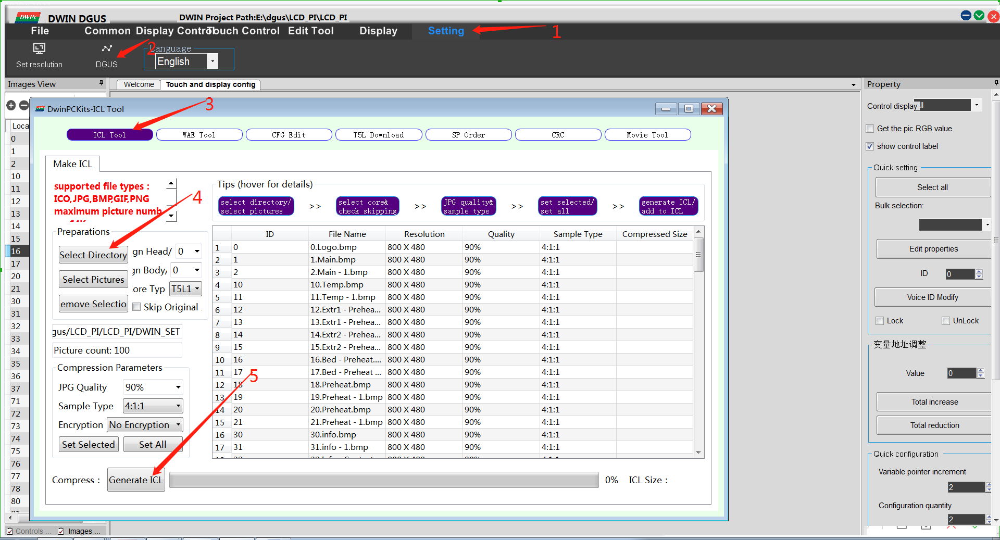 DWIN
DWIN DGUS
DWIN Project Path:E:\dgus\LCD_PI\LCD_PI
File
Common
Display Contro
Touch Control
Edit Tool
Display
Setting
1
Set resolution
DGUS
2
Language
English
Images View
Welcome
Touch and display config
Property
Loca
0
1
2
10
11
12
13
14
15
16
17
20
21
30
31
32
33
34
35
36
37
71
72
73
74
75
76
77
78
80
Controls ...
Images ...
DwinPCKits-ICL Tool
3
ICL Tool
WAE Tool
CFG Edit
T5L Download
SP Order
CRC
Movie Tool
Make ICL
supported file types :
ICO,JPG,BMP,GIF,PNG
maximum picture numb
4
Tips (hover for details)
select directory/
select pictures
>>
select core&
check skipping
>>
JPG quality&
sample type
>>
set selected/
set all
>>
generate ICL/
add to ICL
Preparations
Select Directory
gn Head/
0
Select Pictures
gn Body,
0
ore Typ
T5L1
emove Selectio
Skip Original
gus/LCD_PI/LCD_PI/DWIN_SET
Picture count: 100
Compression Parameters
JPG Quality
90%
Sample Type
4:1:1
Encryption
No Encryption
Set Selected
Set All
5
ID File Name Resolution Quality Sample Type Compressed Size
1 0 0.Logo.bmp 800 X 480 90% 4:1:1
2 1 1.Main.bmp 800 X 480 90% 4:1:1
3 2 2.Main - 1.bmp 800 X 480 90% 4:1:1
4 10 10.Temp.bmp 800 X 480 90% 4:1:1
5 11 11.Temp - 1.bmp 800 X 480 90% 4:1:1
6 12 12.Extr1 - Prehea... 800 X 480 90% 4:1:1
7 13 13.Extr1 - Prehea... 800 X 480 90% 4:1:1
8 14 14.Extr2 - Prehea... 800 X 480 90% 4:1:1
9 15 15.Extr2 - Prehea... 800 X 480 90% 4:1:1
10 16 16.Bed - Preheat.... 800 X 480 90% 4:1:1
11 17 17.Bed - Preheat ... 800 X 480 90% 4:1:1
12 18 18.Preheat.bmp 800 X 480 90% 4:1:1
13 19 19.Preheat - 1.bmp 800 X 480 90% 4:1:1
14 20 20.Preheat.bmp 800 X 480 90% 4:1:1
15 21 21.Preheat - 1.bmp 800 X 480 90% 4:1:1
16 30 30.info.bmp 800 X 480 90% 4:1:1
17 31 31.info - 1.bmp 800 X 480 90% 4:1:1
Compress :
Generate ICL
0%
ICL Size :
Control display
Get the pic RGB value
show control label
Quick setting
Select all
Bulk selection:
Edit properties
ID
0
Voice ID Modify
Lock
UnLock
变量地址调整
Value
0
Total increase
Total reduction
Quick configuration
Variable pointer increment
2
Configuration quantity
2